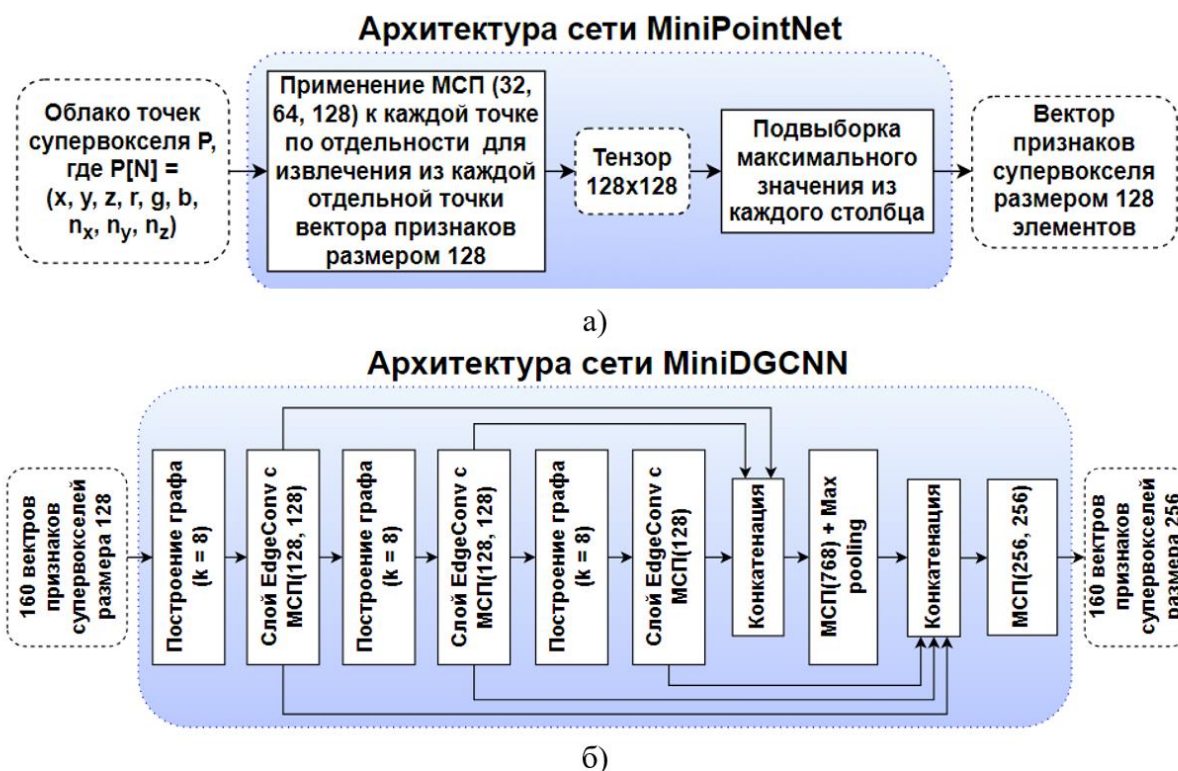 Архитектура сети MiniPointNet
Облако точек
супервокселя P,
где P[N] =
(x, y, z, r, g, b,
nx, ny, nz)
Применение МСП (32,
64, 128) к каждой точке
по отдельности для
извлечения из каждой
отдельной точки
вектора признаков
размером 128
Тензор
128x128
Подвыборка
максимального
значения из
каждого столбца
Вектор
признаков
супервокселя
размером 128
элементов
а)
Архитектура сети MiniDGCNN
160 векторов
признаков
супервокселей
размера 128
Построение графа
(k = 8)
Слой EdgeConv с
МСП(128, 128)
Построение графа
(k = 8)
Слой EdgeConv с
МСП(128, 128)
Построение графа
(k = 8)
Слой EdgeConv с
МСП(128)
Конкатенация
МСП(768) + Max
pooling
Конкатенация
МСП(256, 256)
160 векторов
признаков
супервокселей
размера 256
б)